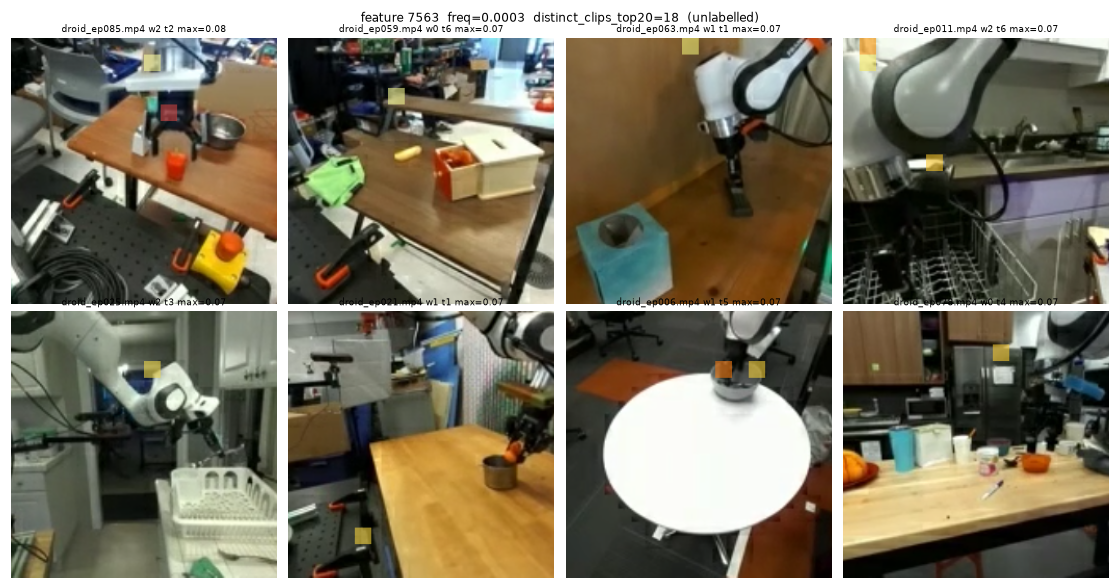 feature 7563  freq=0.0003  distinct_clips_top20=18  (unlabelled)
droid_ep085.mp4 w2 t2 max=0.08
droid_ep059.mp4 w0 t6 max=0.07
droid_ep063.mp4 w1 t1 max=0.07
droid_ep011.mp4 w2 t6 max=0.07
w2 t3 max=0.07
droid_ep021.mp4 w1 t1 max=0.07
droid_ep006.mp4 w1 t5 max=0.07
w0 t4 max=0.07